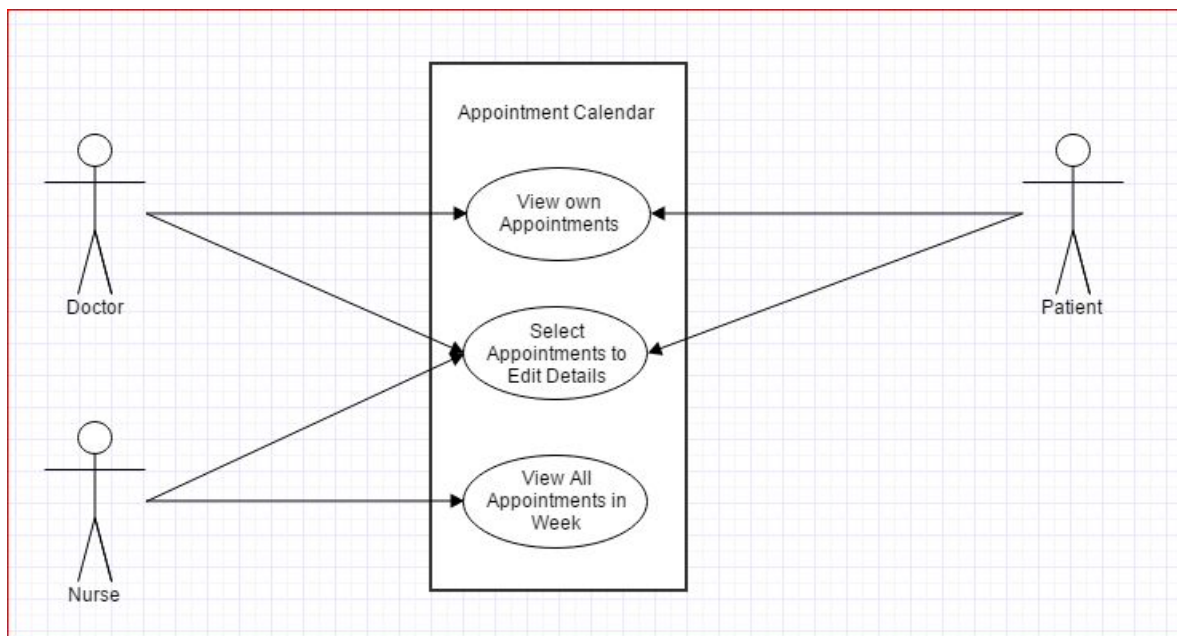 Appointment Calendar
View own
Appointments
Doctor
Patient
Select
Appointments to
Edit Details
View All
Appointments in
Week
Nurse